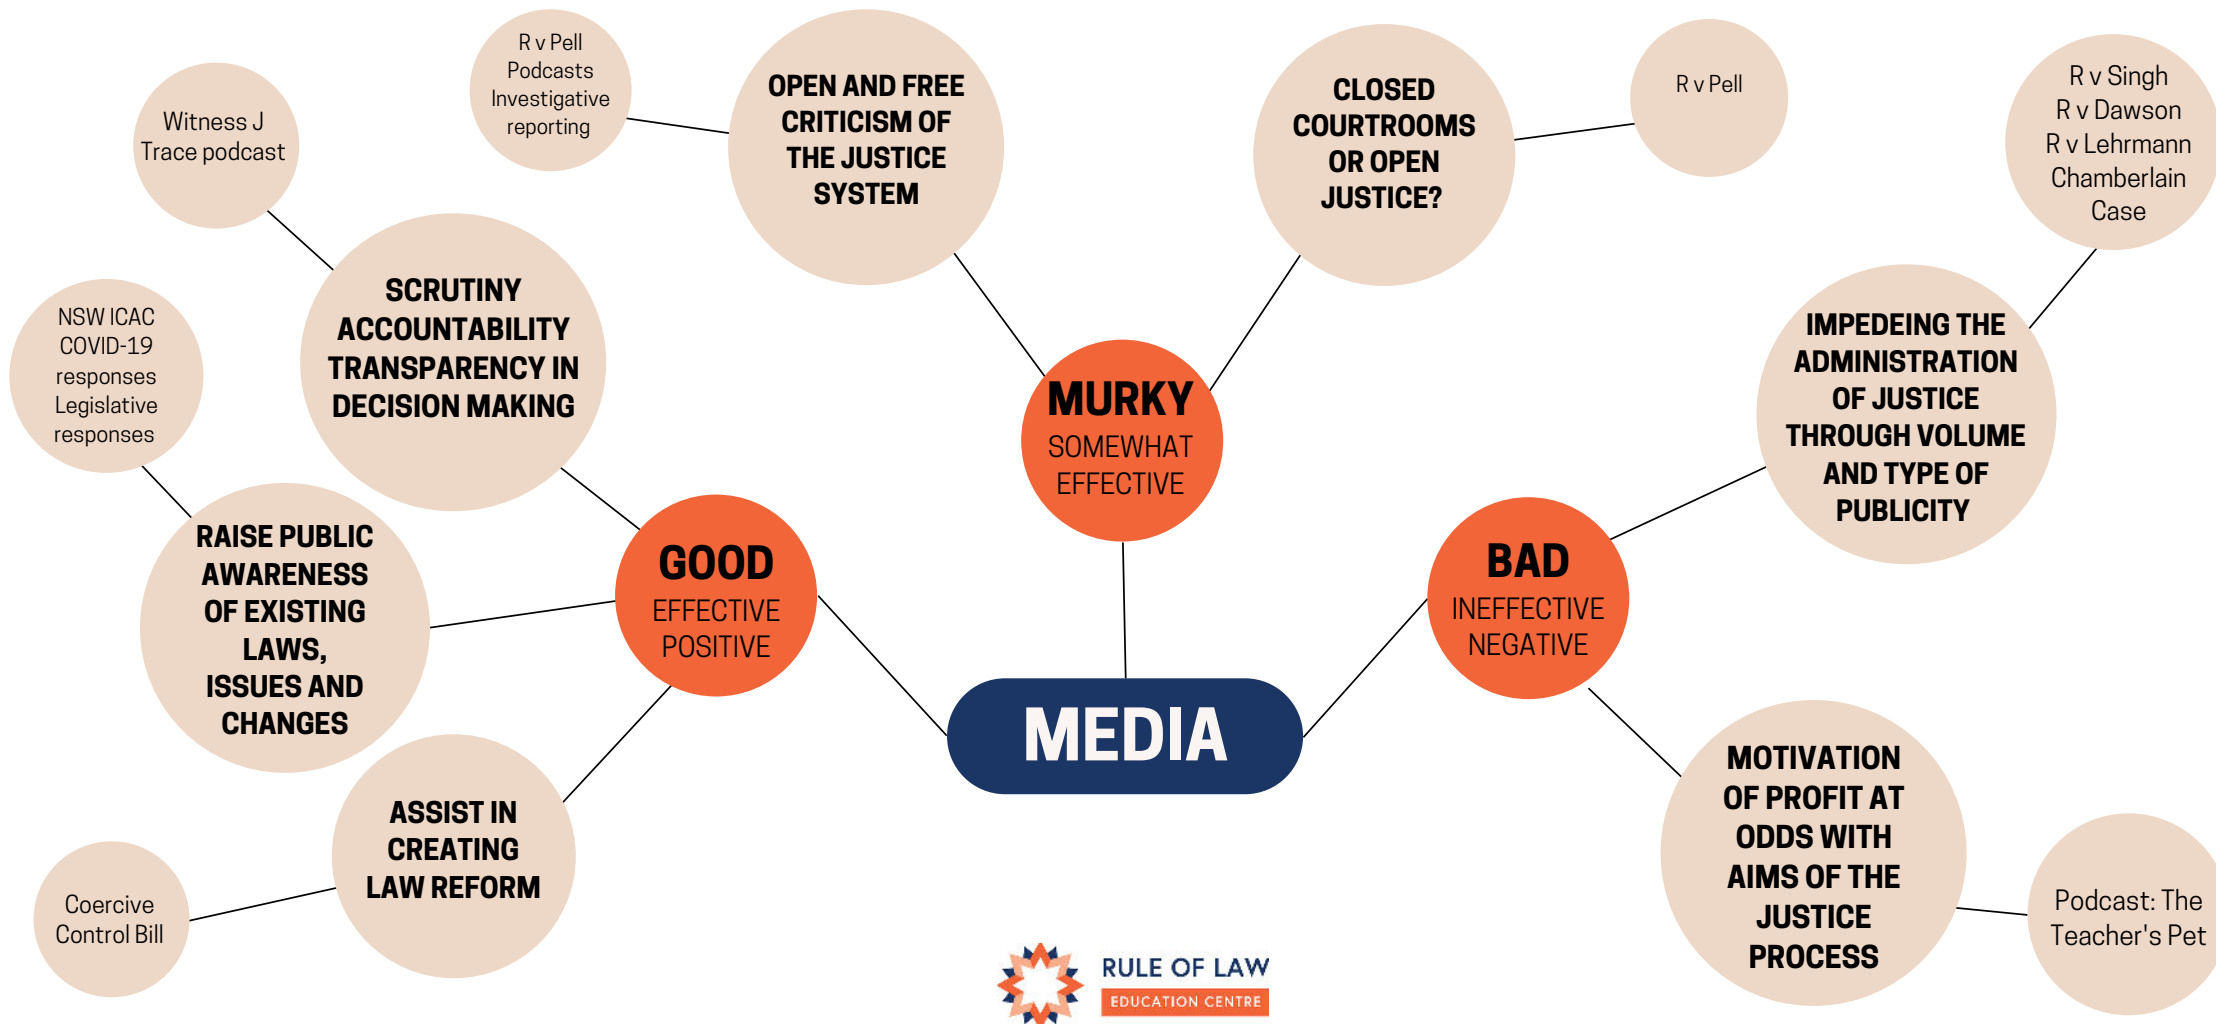 R v Pell
Podcasts
Investigative
reporting
OPEN AND FREE
CRITICISM OF
THE JUSTICE
SYSTEM
CLOSED
COURTROOMS
OR OPEN
JUSTICE?
R v Pell
R v Singh
R v Dawson
R v Lehrmann
Chamberlain
Case
Witness J
Trace podcast
SCRUTINY
ACCOUNTABILITY
TRANSPARENCY IN
DECISION MAKING
NSW ICAC
COVID-19
responses
Legislative
responses
MURKY
SOMEWHAT
EFFECTIVE
IMPEDEING THE
ADMINISTRATION
OF JUSTICE
THROUGH VOLUME
AND TYPE OF
PUBLICITY
RAISE PUBLIC
AWARENESS
OF EXISTING
LAWS,
ISSUES AND
CHANGES
GOOD
EFFECTIVE
POSITIVE
BAD
INEFFECTIVE
NEGATIVE
MEDIA
ASSIST IN
CREATING
LAW REFORM
Coercive
Control Bill
MOTIVATION
OF PROFIT AT
ODDS WITH
AIMS OF THE
JUSTICE
PROCESS
Podcast: The
Teacher's Pet
RULE OF LAW
EDUCATION CENTRE